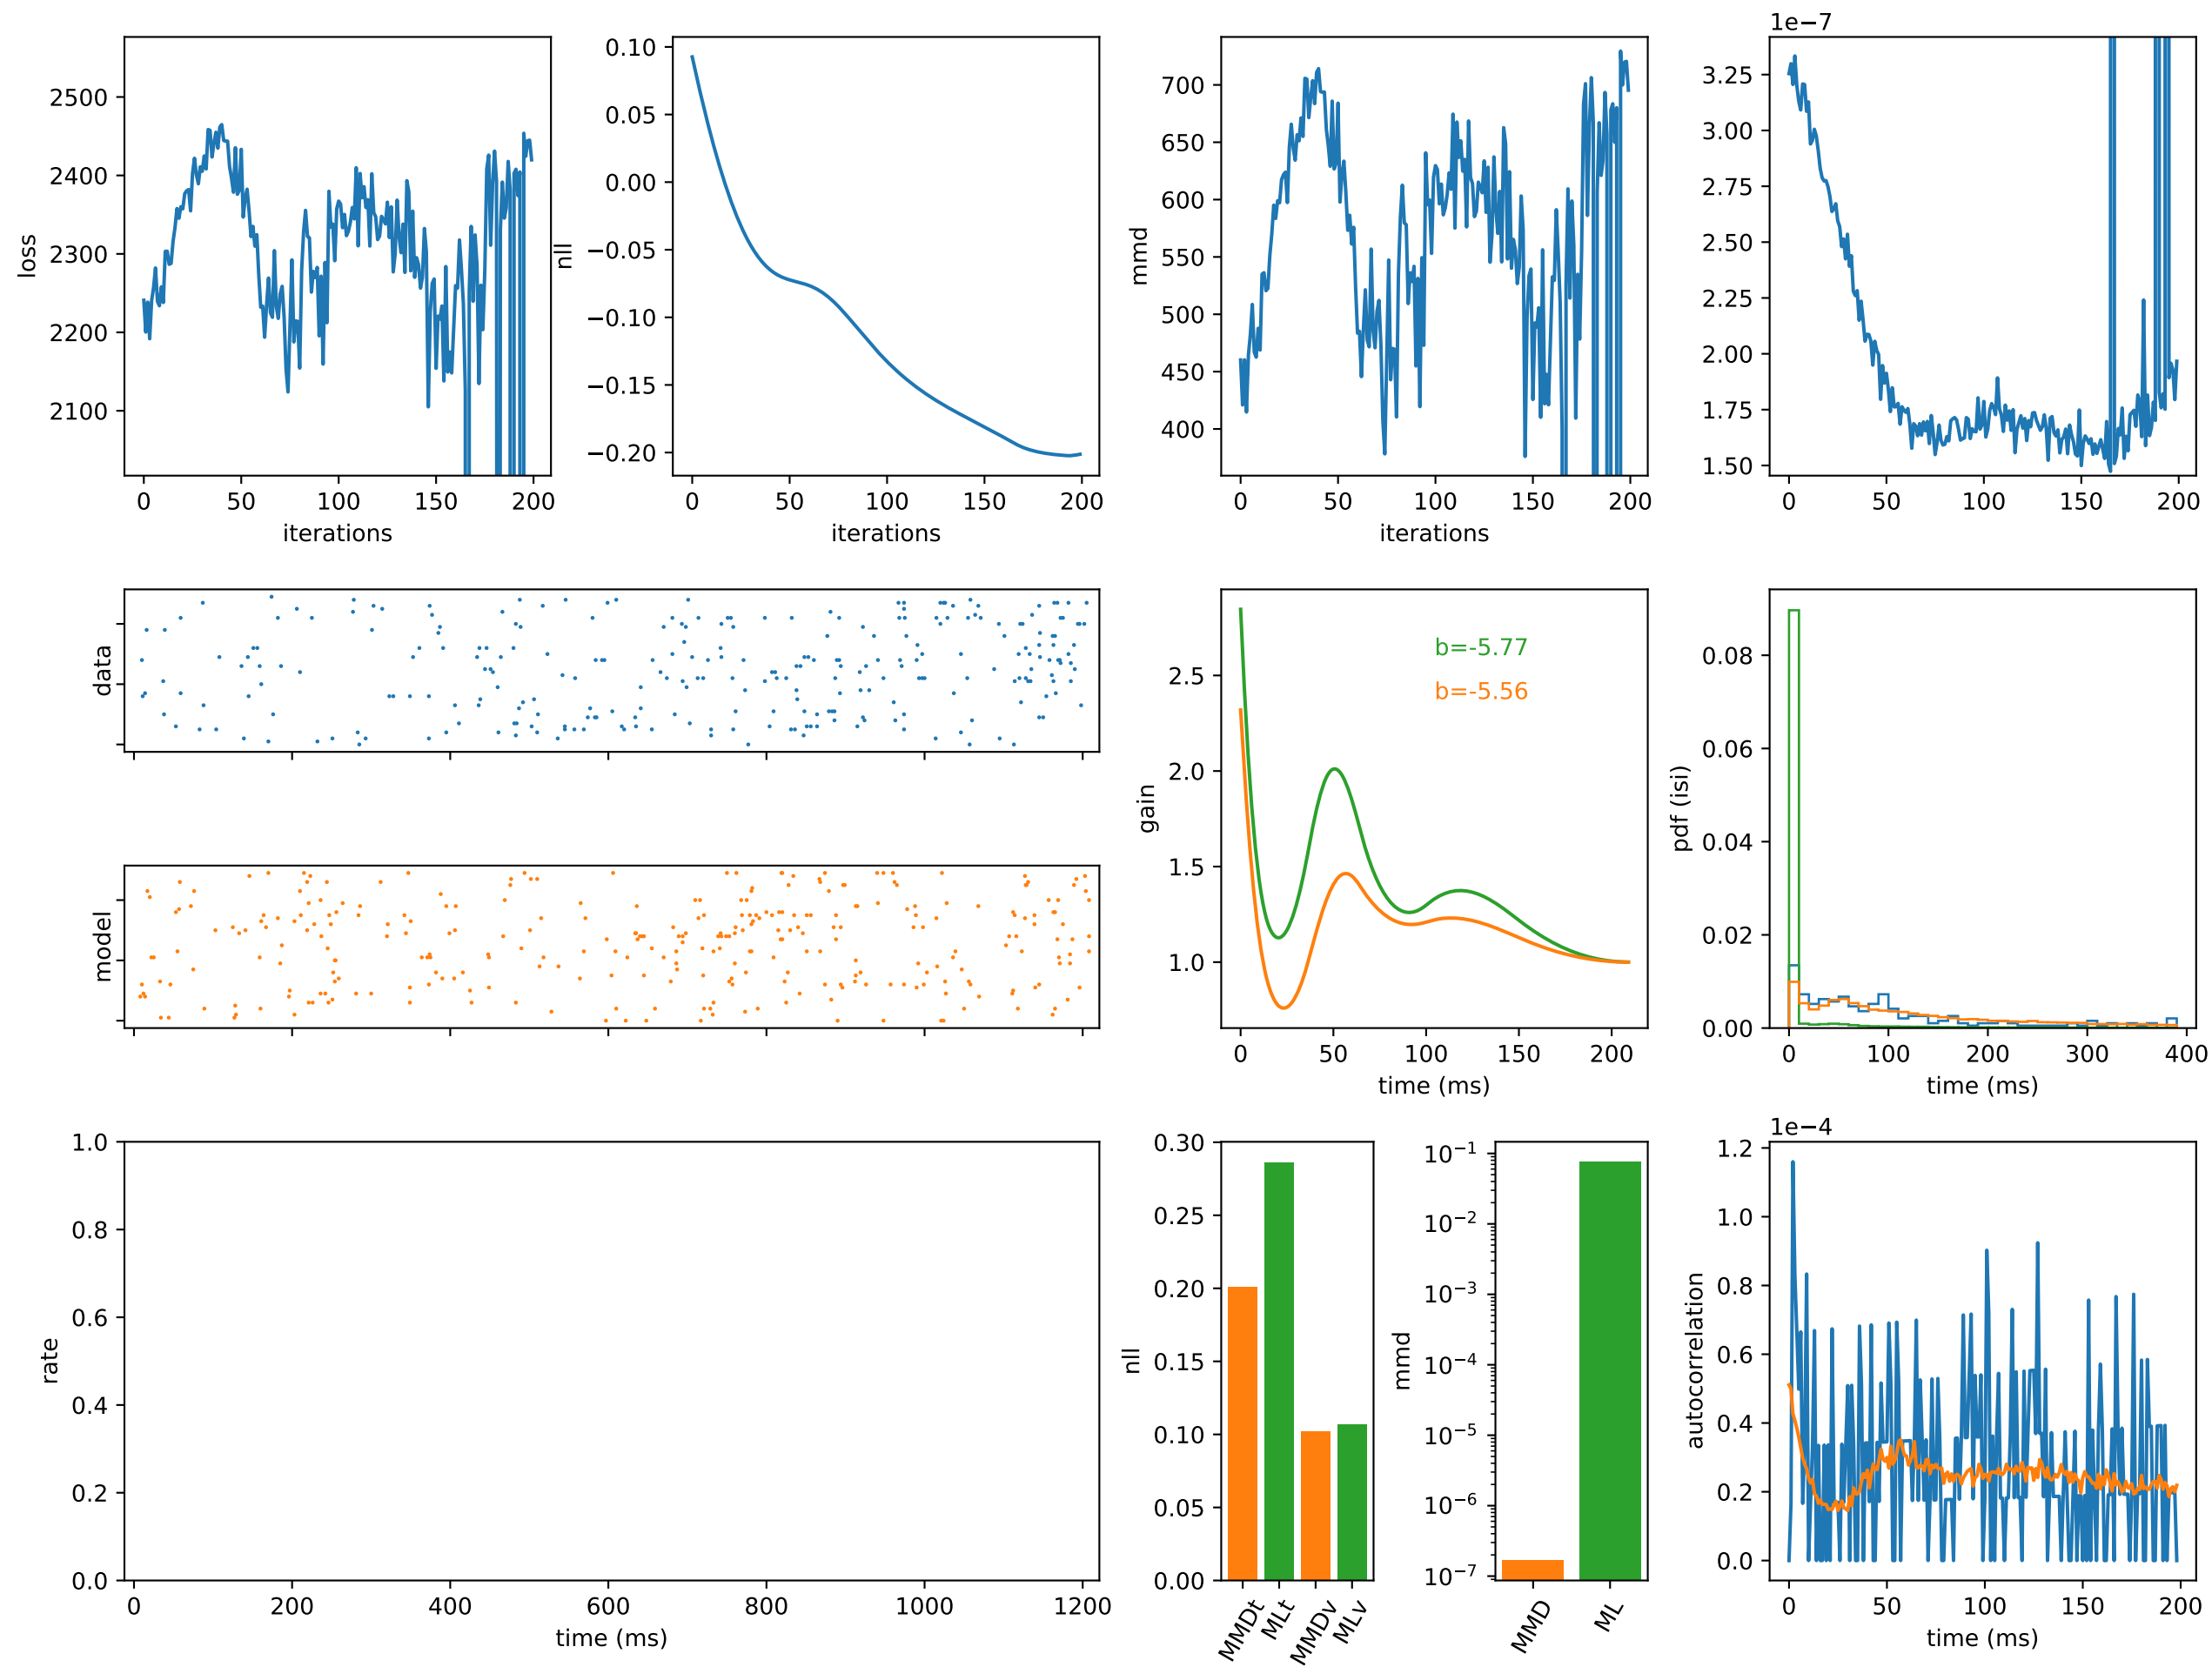 1e−7
2500
2400
2300
2200
2100
loss
0 50 100 150 200
iterations
0.10
0.05
0.00
−0.05
−0.10
−0.15
−0.20
nll
0 50 100 150 200
iterations
700
650
600
550
500
450
400
mmd
0 50 100 150 200
iterations
3.25
3.00
2.75
2.50
2.25
2.00
1.75
1.50
0 50 100 150 200
data
model
2.5
2.0
1.5
1.0
gain
b=-5.77
b=-5.56
0 50 100 150 200
time (ms)
0.08
0.06
0.04
0.02
0.00
pdf (isi)
0 100 200 300 400
time (ms)
1.0
0.8
0.6
0.4
0.2
0.0
rate
0 200 400 600 800 1000 1200
time (ms)
0.30
0.25
0.20
0.15
0.10
0.05
0.00
nll
MMDt MLt MMDv MLv
10−1
10−2
10−3
10−4
10−5
10−6
10−7
mmd
MMD ML
1e−4
1.2
1.0
0.8
0.6
0.4
0.2
0.0
autocorrelation
0 50 100 150 200
time (ms)